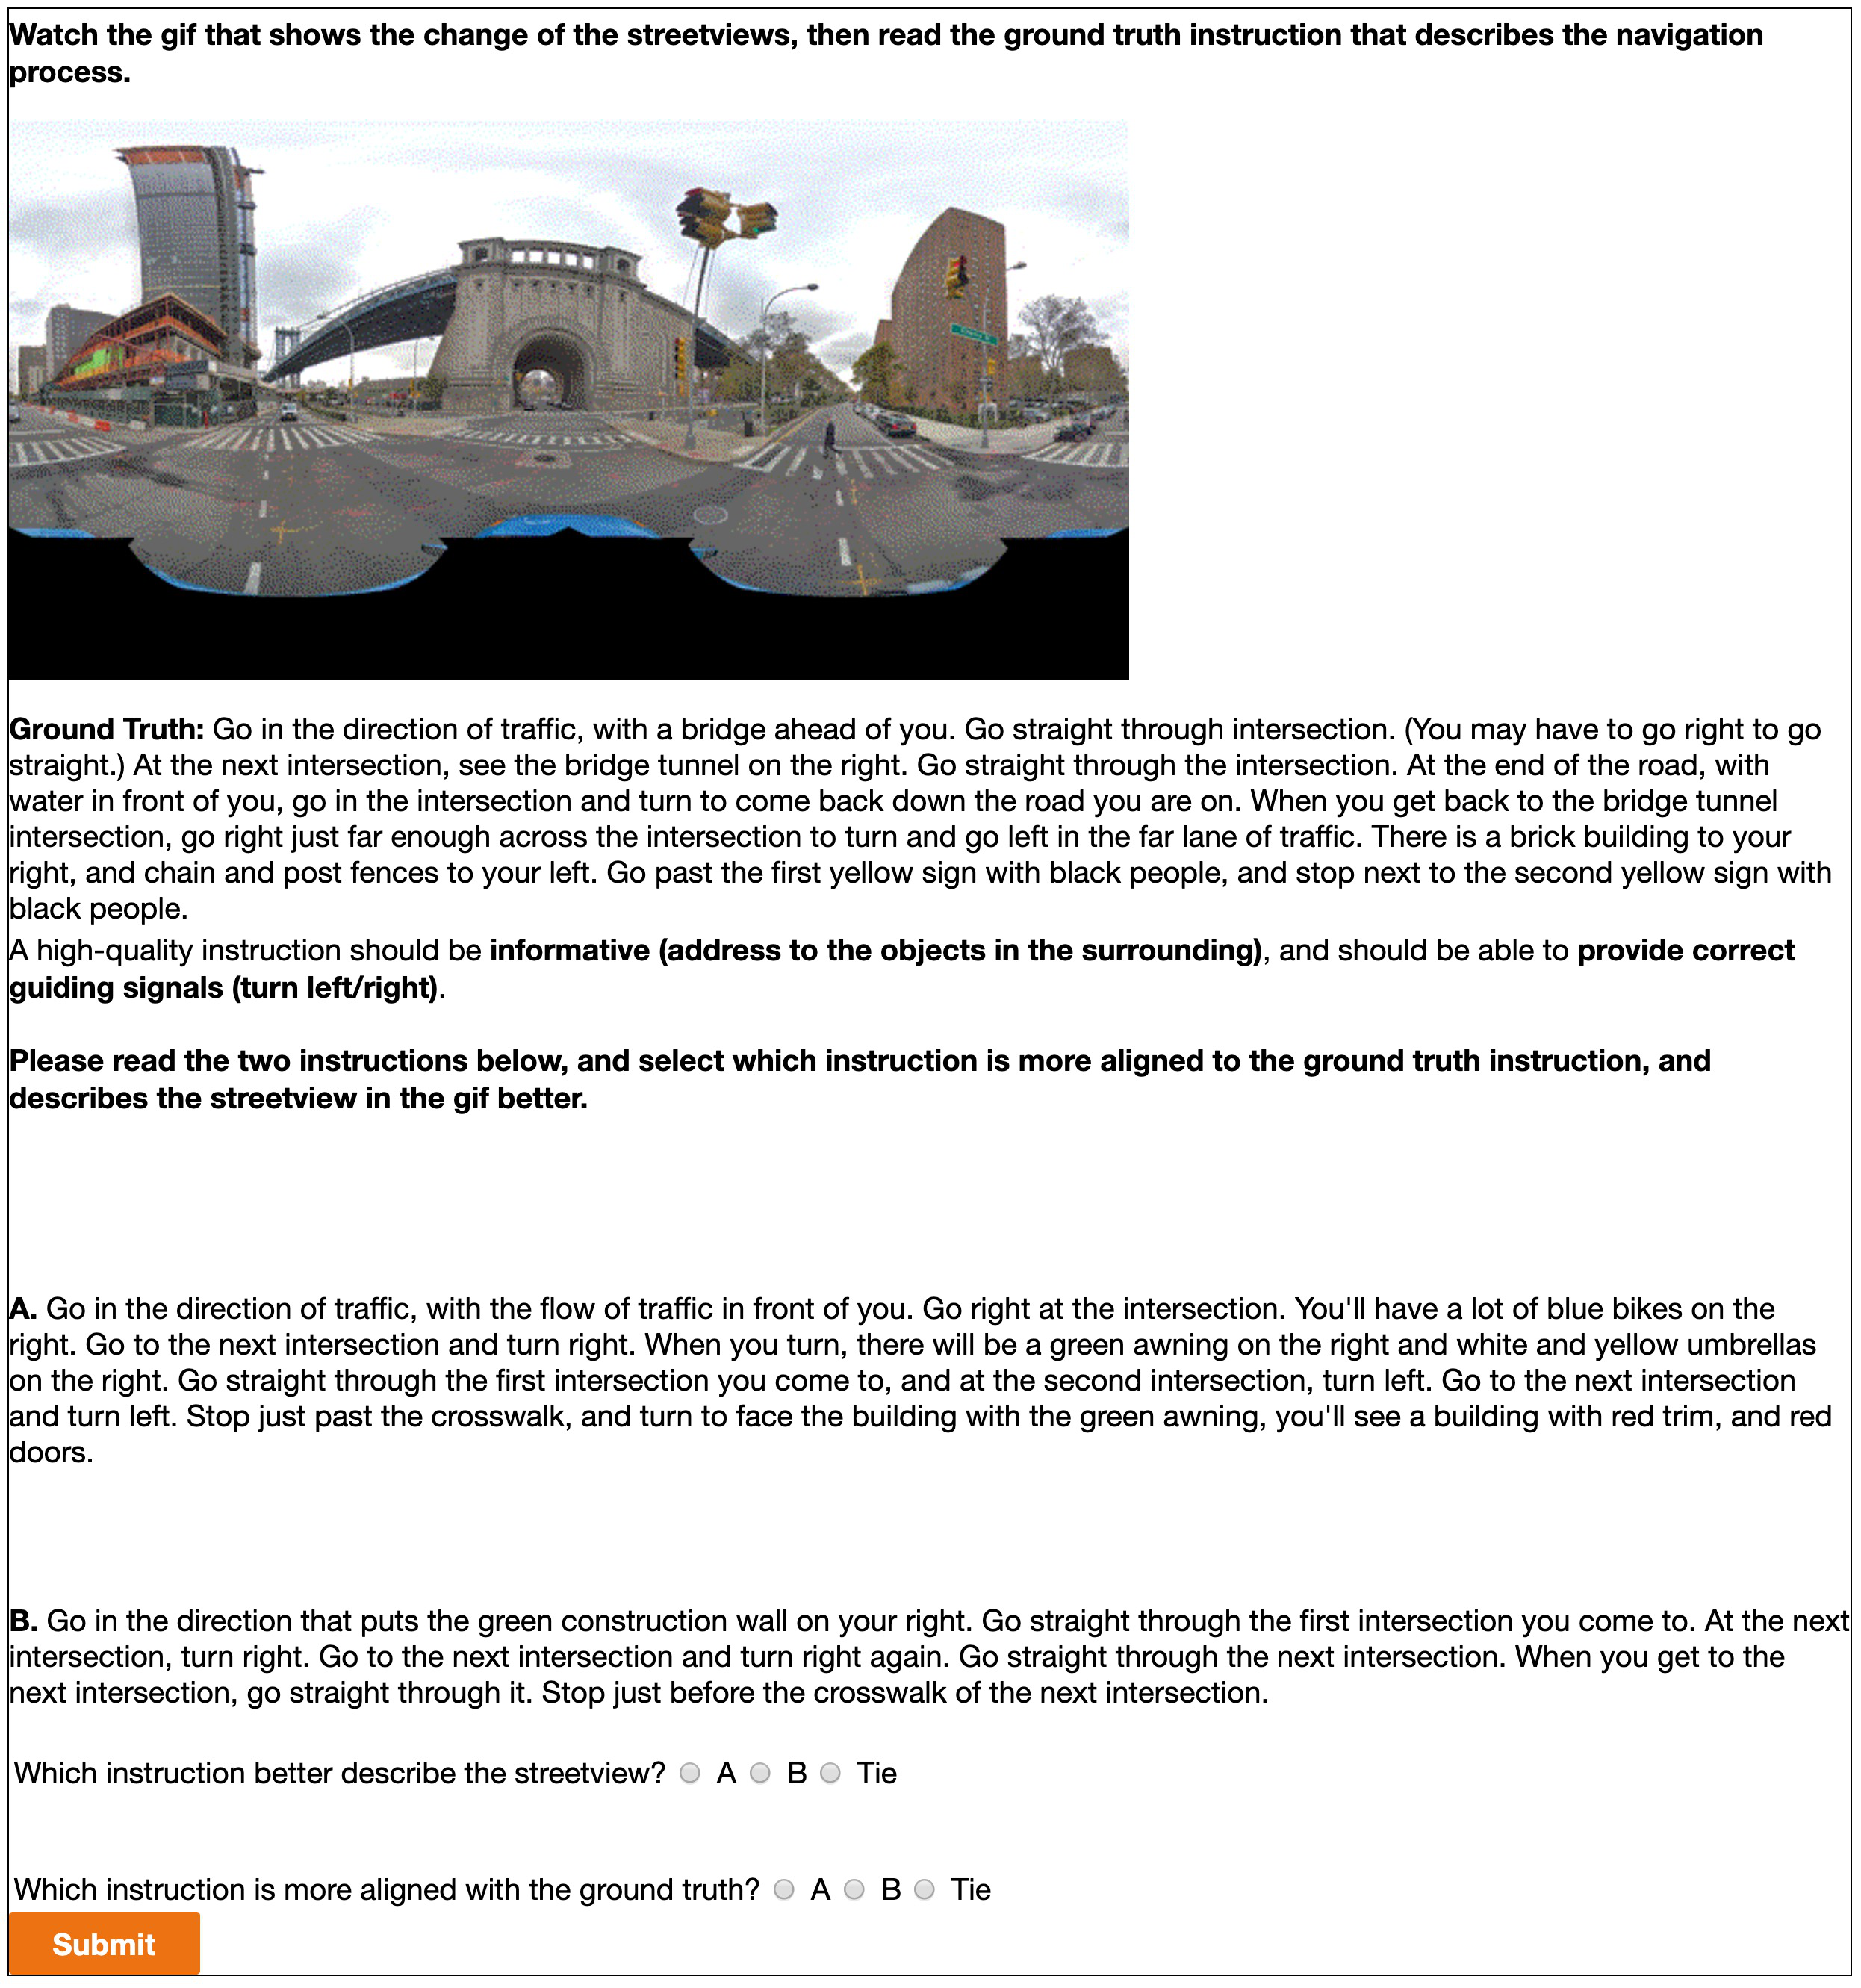 Watch the gif that shows the change of the streetviews, then read the ground truth instruction that describes the navigation
process.
Ground Truth: Go in the direction of traffic, with a bridge ahead of you. Go straight through intersection. (You may have to go right to go
straight.) At the next intersection, see the bridge tunnel on the right. Go straight through the intersection. At the end of the road, with
water in front of you, go in the intersection and turn to come back down the road you are on. When you get back to the bridge tunnel
intersection, go right just far enough across the intersection to turn and go left in the far lane of traffic. There is a brick building to your
right, and chain and post fences to your left. Go past the first yellow sign with black people, and stop next to the second yellow sign with
black people.
A high-quality instruction should be informative (address to the objects in the surrounding), and should be able to provide correct
guiding signals (turn left/right).
Please read the two instructions below, and select which instruction is more aligned to the ground truth instruction, and
describes the streetview in the gif better.
A. Go in the direction of traffic, with the flow of traffic in front of you. Go right at the intersection. You'll have a lot of blue bikes on the
right. Go to the next intersection and turn right. When you turn, there will be a green awning on the right and white and yellow umbrellas
on the right. Go straight through the first intersection you come to, and at the second intersection, turn left. Go to the next intersection
and turn left. Stop just past the crosswalk, and turn to face the building with the green awning, you'll see a building with red trim, and red
doors.
B. Go in the direction that puts the green construction wall on your right. Go straight through the first intersection you come to. At the next
intersection, turn right. Go to the next intersection and turn right again. Go straight through the next intersection. When you get to the
next intersection, go straight through it. Stop just before the crosswalk of the next intersection.
Which instruction better describe the streetview? A B Tie
Which instruction is more aligned with the ground truth? A B Tie
Submit